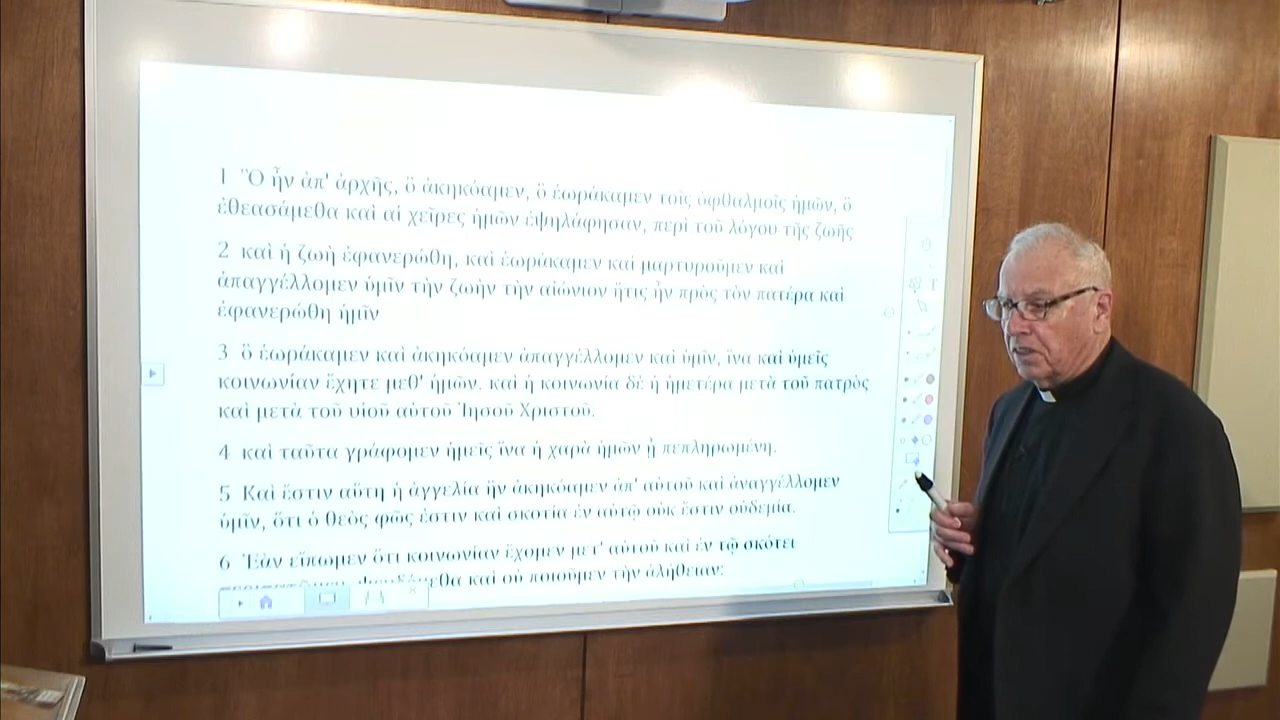 1 Ὃ ἦν ἀπ' ἀρχῆς, ὃ ἀκηκόαμεν, ὃ ἑωράκαμεν τοῖς ὀφθαλμοῖς ἡμῶν, ὃ
ἐθεασάμεθα καὶ αἱ χεῖρες ἡμῶν ἐψηλάφησαν, περὶ τοῦ λόγου τῆς ζωῆς
2 καὶ ἡ ζωὴ ἐφανερώθη, καὶ ἑωράκαμεν καὶ μαρτυροῦμεν καὶ
ἀπαγγέλλομεν ὑμῖν τὴν ζωὴν τὴν αἰώνιον ἥτις ἦν πρὸς τὸν πατέρα καὶ
ἐφανερώθη ἡμῖν
3 ὃ ἑωράκαμεν καὶ ἀκηκόαμεν ἀπαγγέλλομεν καὶ ὑμῖν, ἵνα καὶ ὑμεῖς
κοινωνίαν ἔχητε μεθ' ἡμῶν. καὶ ἡ κοινωνία δὲ ἡ ἡμετέρα μετὰ τοῦ πατρὸς
καὶ μετὰ τοῦ υἱοῦ αὐτοῦ Ἰησοῦ Χριστοῦ.
4 καὶ ταῦτα γράφομεν ἡμεῖς ἵνα ἡ χαρὰ ἡμῶν ᾖ πεπληρωμένη.
5 Καὶ ἔστιν αὕτη ἡ ἀγγελία ἣν ἀκηκόαμεν ἀπ' αὐτοῦ καὶ ἀναγγέλλομεν
ὑμῖν, ὅτι ὁ θεὸς φῶς ἐστιν καὶ σκοτία ἐν αὐτῷ οὐκ ἔστιν οὐδεμία.
6 Ἐὰν εἴπωμεν ὅτι κοινωνίαν ἔχομεν μετ' αὐτοῦ καὶ ἐν τῷ σκότει
καὶ οὐ ποιοῦμεν τὴν ἀλήθειαν·